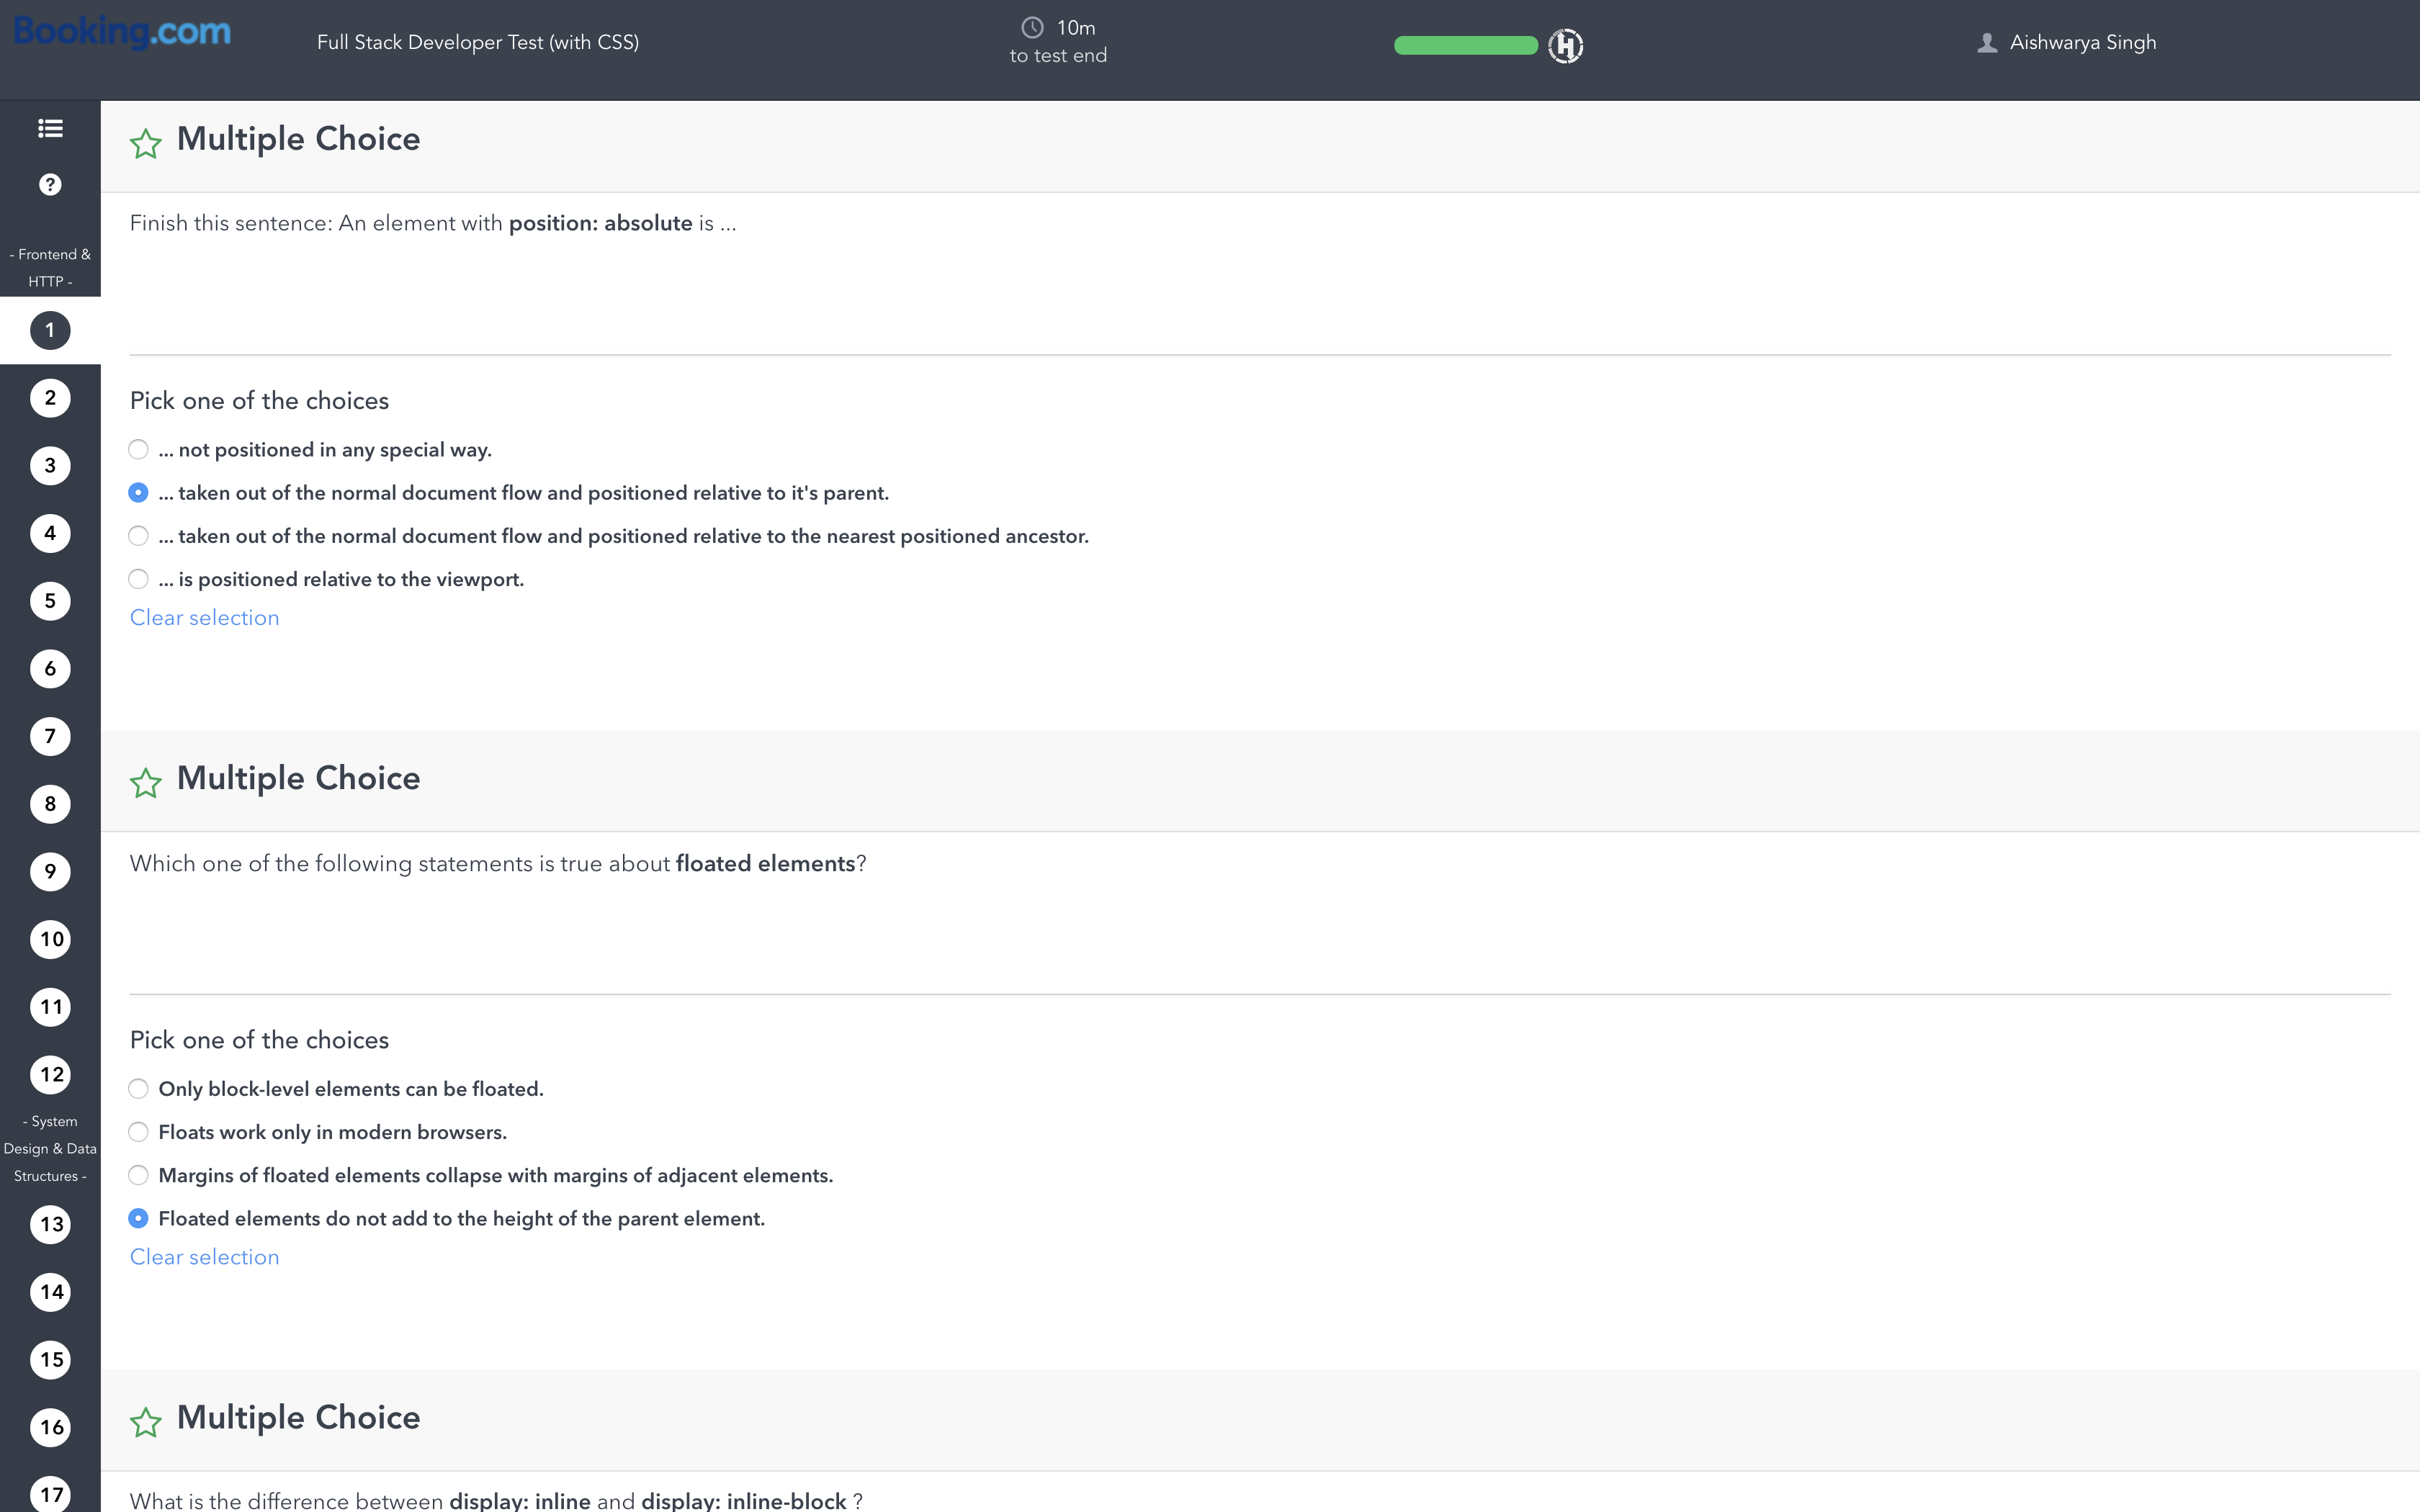 Booking.com
Full Stack Developer Test (with CSS)
10m
to test end
H
Aishwarya Singh
?
- Frontend &
HTTP -
1
2
3
4
5
6
7
8
9
10
11
12
- System
Design & Data
Structures -
13
14
15
16
17
Multiple Choice
Finish this sentence: An element with position: absolute is ...
Pick one of the choices
... not positioned in any special way.
... taken out of the normal document flow and positioned relative to it's parent.
... taken out of the normal document flow and positioned relative to the nearest positioned ancestor.
... is positioned relative to the viewport.
Clear selection
Multiple Choice
Which one of the following statements is true about floated elements?
Pick one of the choices
Only block-level elements can be floated.
Floats work only in modern browsers.
Margins of floated elements collapse with margins of adjacent elements.
Floated elements do not add to the height of the parent element.
Clear selection
Multiple Choice
What is the difference between display: inline and display: inline-block ?